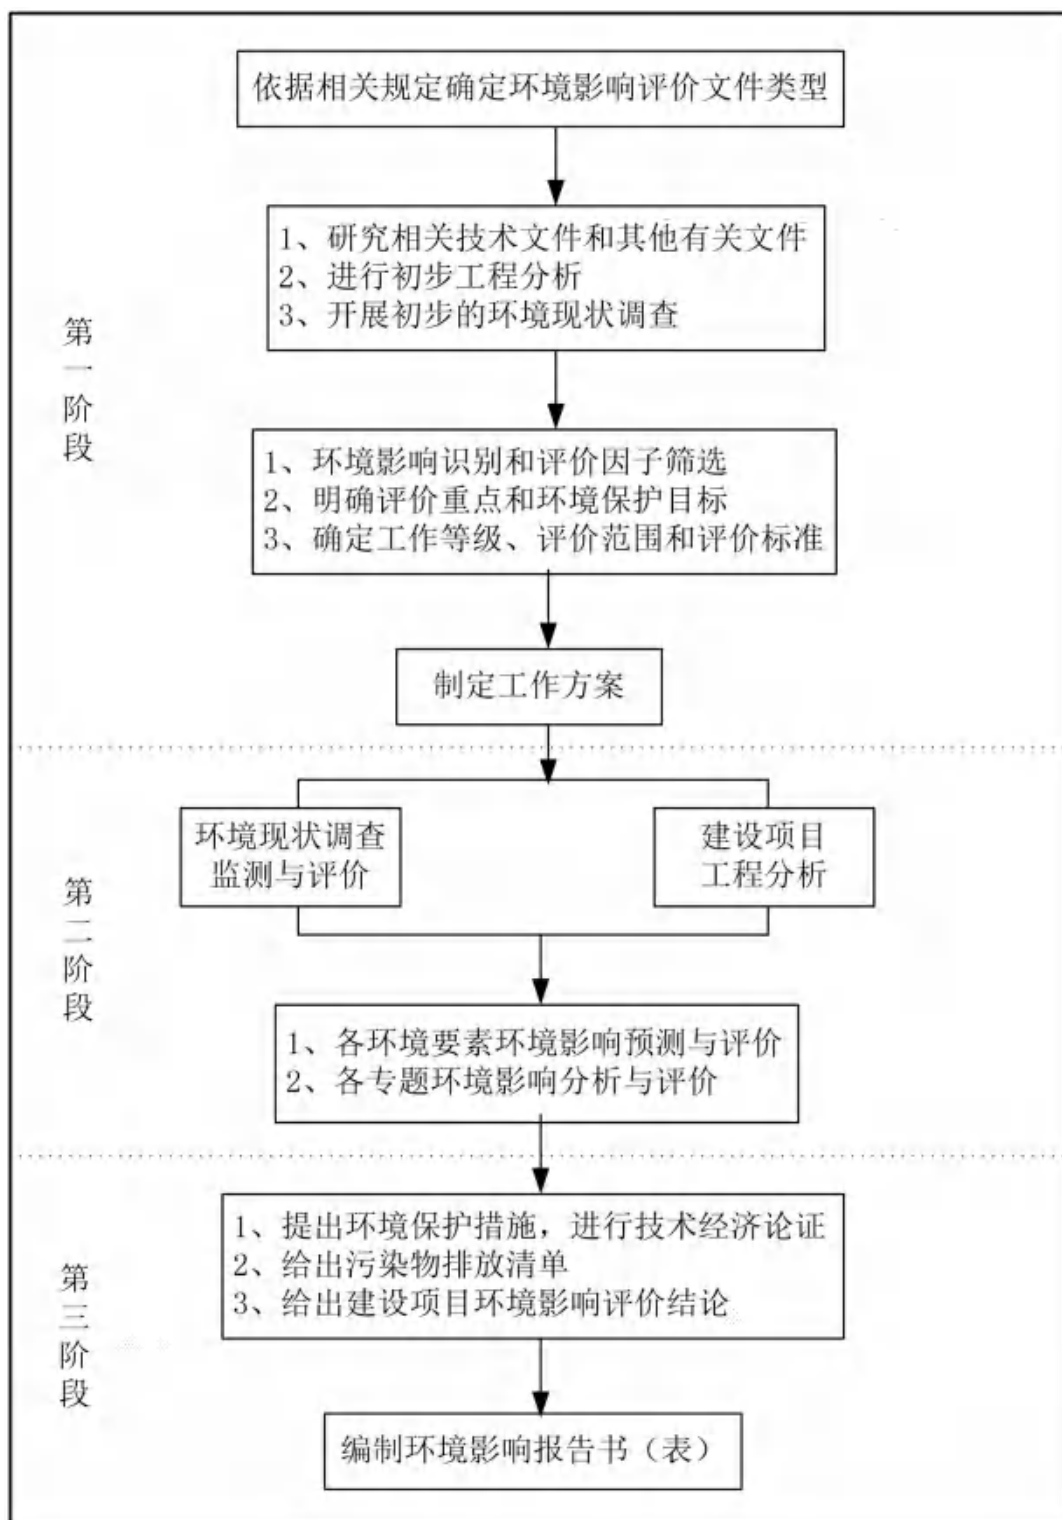 依据相关规定确定环境影响评价文件类型
1、研究相关技术文件和其他有关文件
2、进行初步工程分析
3、开展初步的环境现状调查
第一阶段
1、环境影响识别和评价因子筛选
2、明确评价重点和环境保护目标
3、确定工作等级、评价范围和评价标准
制定工作方案
环境现状调查
监测与评价
建设项目
工程分析
第二阶段
1、各环境要素环境影响预测与评价
2、各专题环境影响分析与评价
1、提出环境保护措施，进行技术经济论证
2、给出污染物排放清单
3、给出建设项目环境影响评价结论
第三阶段
编制环境影响报告书（表）